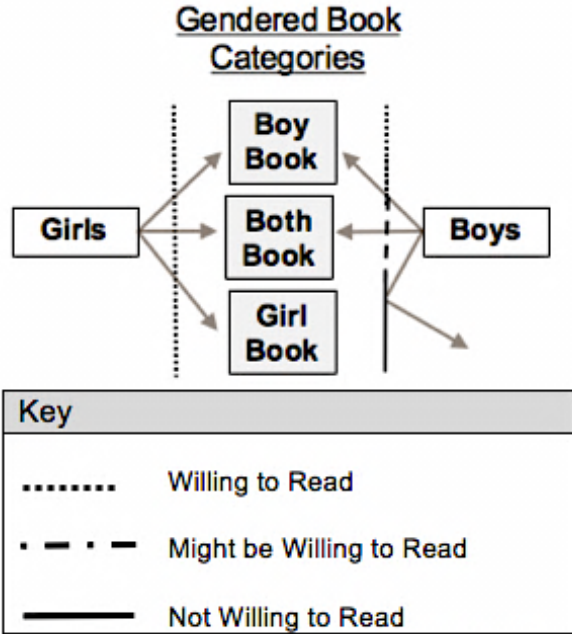 Gendered Book
Categories
Boy
Book
Girls
Both
Book
Boys
Girl
Book
Key
Willing to Read
Might be Willing to Read
Not Willing to Read